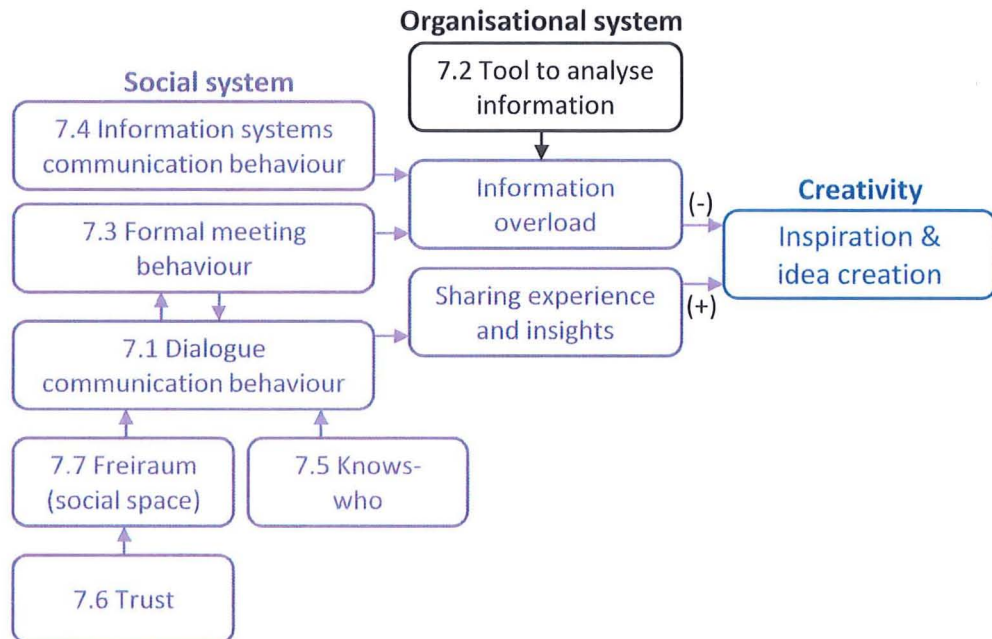 Organisational system
7.2 Tool to analyse
information
Social system
7.4 Information systems
communication behaviour
Information
overload
(-)
Creativity
Inspiration &
idea creation
7.3 Formal meeting
behaviour
Sharing experience
and insights
(+)
7.1 Dialogue
communication behaviour
7.7 Freiraum
(social space)
7.5 Knows-
who
7.6 Trust